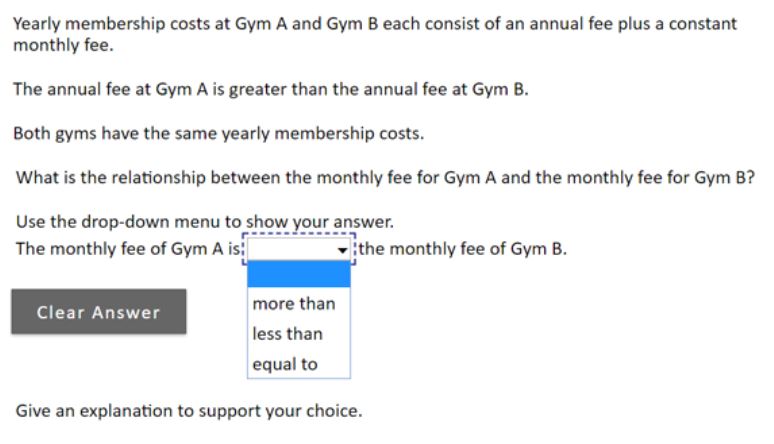 Yearly membership costs at Gym A and Gym B each consist of an annual fee plus a constant
monthly fee.
The annual fee at Gym A is greater than the annual fee at Gym B.
Both gyms have the same yearly membership costs.
What is the relationship between the monthly fee for Gym A and the monthly fee for Gym B?
Use the drop-down menu to show your answer.
The monthly fee of Gym A is the monthly fee of Gym B.
more than
less than
equal to
Clear Answer
Give an explanation to support your choice.